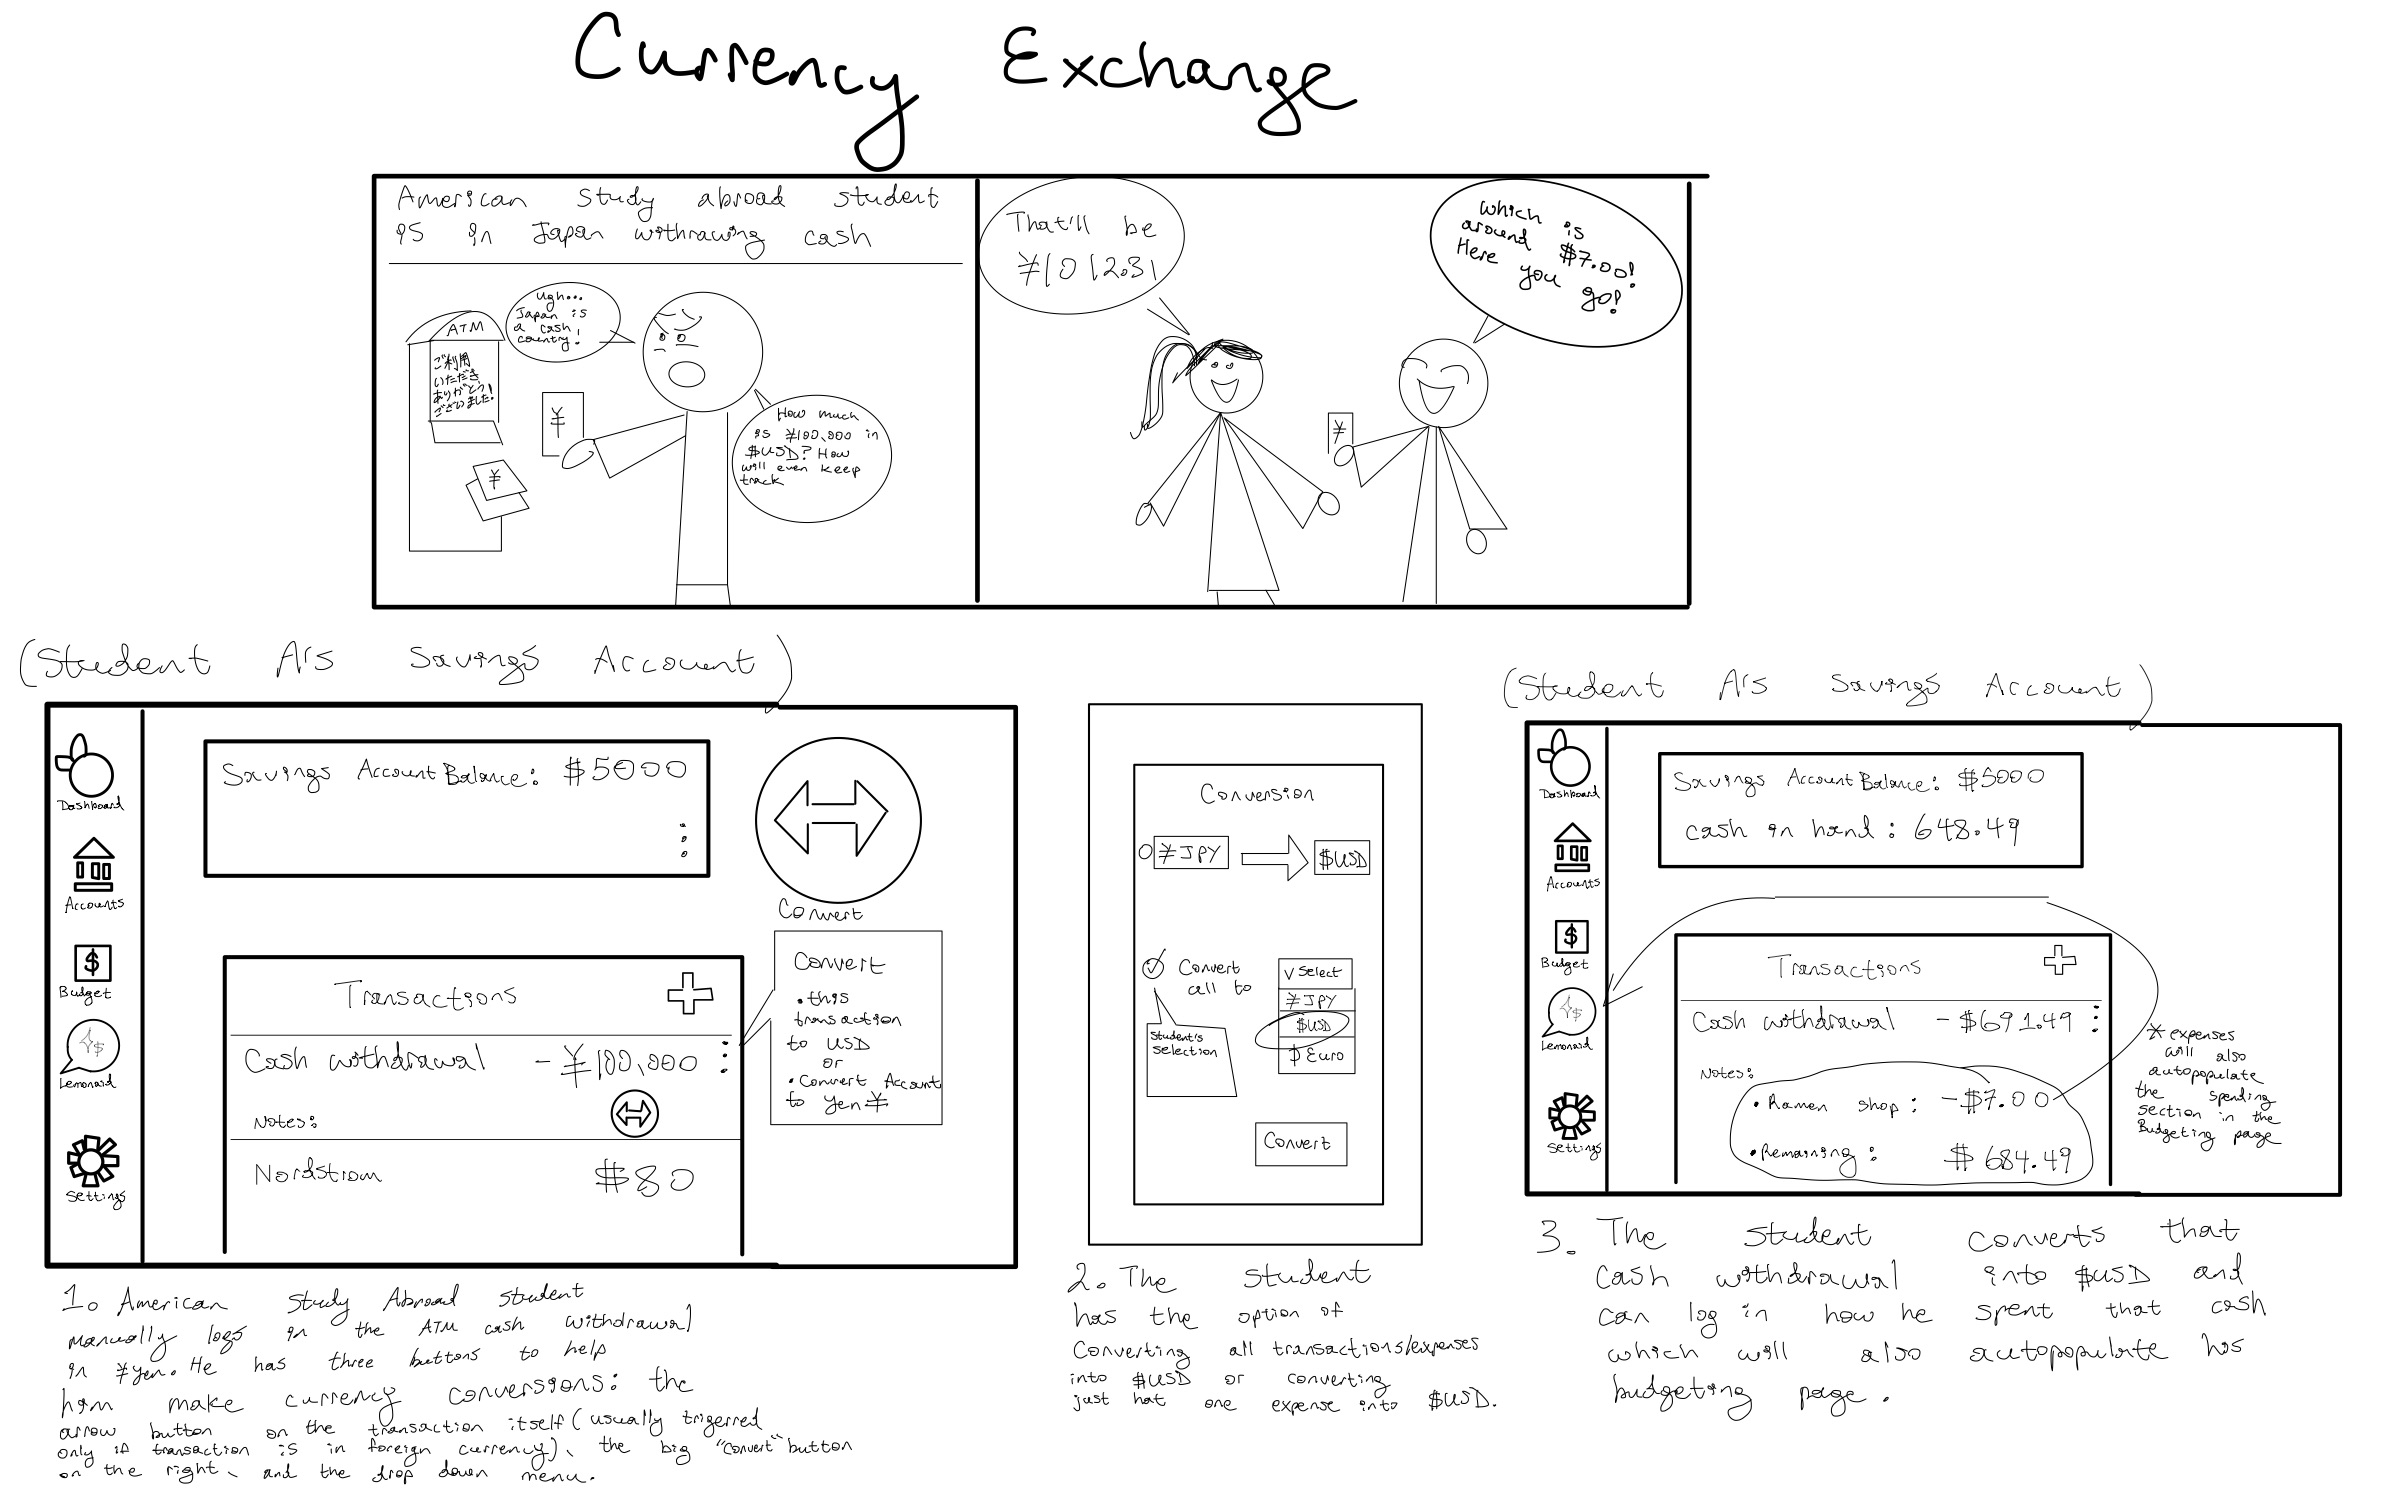 Currency Exchange
American study abroad student
is in Japan withrawing cash
Ugh...
Japan is
a cash
country!
ATM
ご利用
いただき
ありがとう
ございました!
¥
¥
How much
is ¥100,000 in
$USD? How
will even keep
track
That'll be
¥1012.31
which is
around $7.00!
Here you
go!
¥
(Student A's Savings Account)
Dashboard
Accounts
$
Budget
$
Lemonaid
Settings
Savings Account Balance: $5000
Convert
Transactions
Cash withdrawal -¥100,000
Notes:
Nordstrom $80
Convert
• this
transaction
to USD
or
• Convert Account
to Yen ¥
1. American Study Abroad student
manually logs in the ATM cash withdrawal
in ¥yen. He has three buttons to help
him make currency conversions: the
arrow button on the transaction itself (usually trigerred
only if transaction is in foreign currency), the big "convert" button
on the right, and the drop down menu.
Conversion
¥JPY
$USD
Convert
all to
V Select
¥JPY
$USD
$ Euro
Student's
selection
Convert
2. The student
has the option of
Converting all transactions/expenses
into $USD or converting
just hat one expense into $USD.
(Student A's Savings Account)
Dashboard
Accounts
$
Budget
$
Lemonaid
Settings
Savings Account Balance: $5000
cash in hand: 648.49
Transactions
Cash withdrawal -$691.49
Notes:
• Ramen shop: -$7.00
• Remaining: $684.49
* expenses
will also
autopopulate
the spending
section in the
Budgeting page
3. The student converts that
cash withdrawal into $USD and
can log in how he spent that cash
which will also autopopulate his
budgeting page.